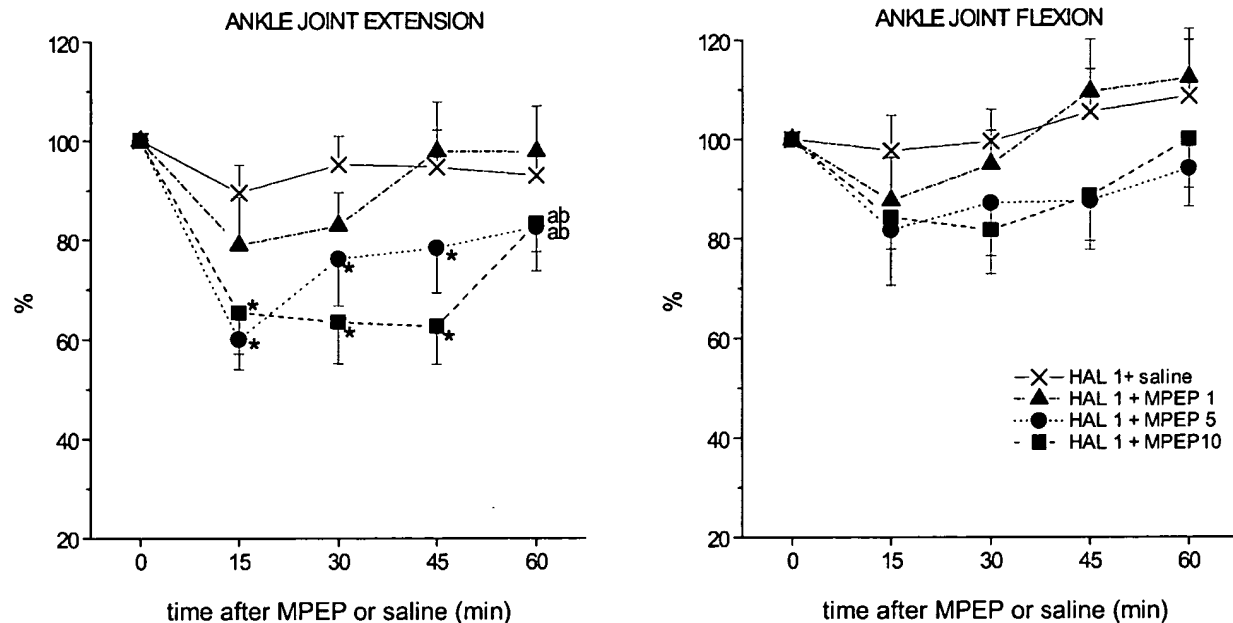 ANKLE JOINT EXTENSION
120
100
80
60
40
20
%
ab
ab
*
*
*
*
*
*
0 15 30 45 60
time after MPEP or saline (min)
ANKLE JOINT FLEXION
120
100
80
60
40
20
%
HAL 1+ saline
HAL 1 + MPEP 1
HAL 1 + MPEP 5
HAL 1 + MPEP10
0 15 30 45 60
time after MPEP or saline (min)